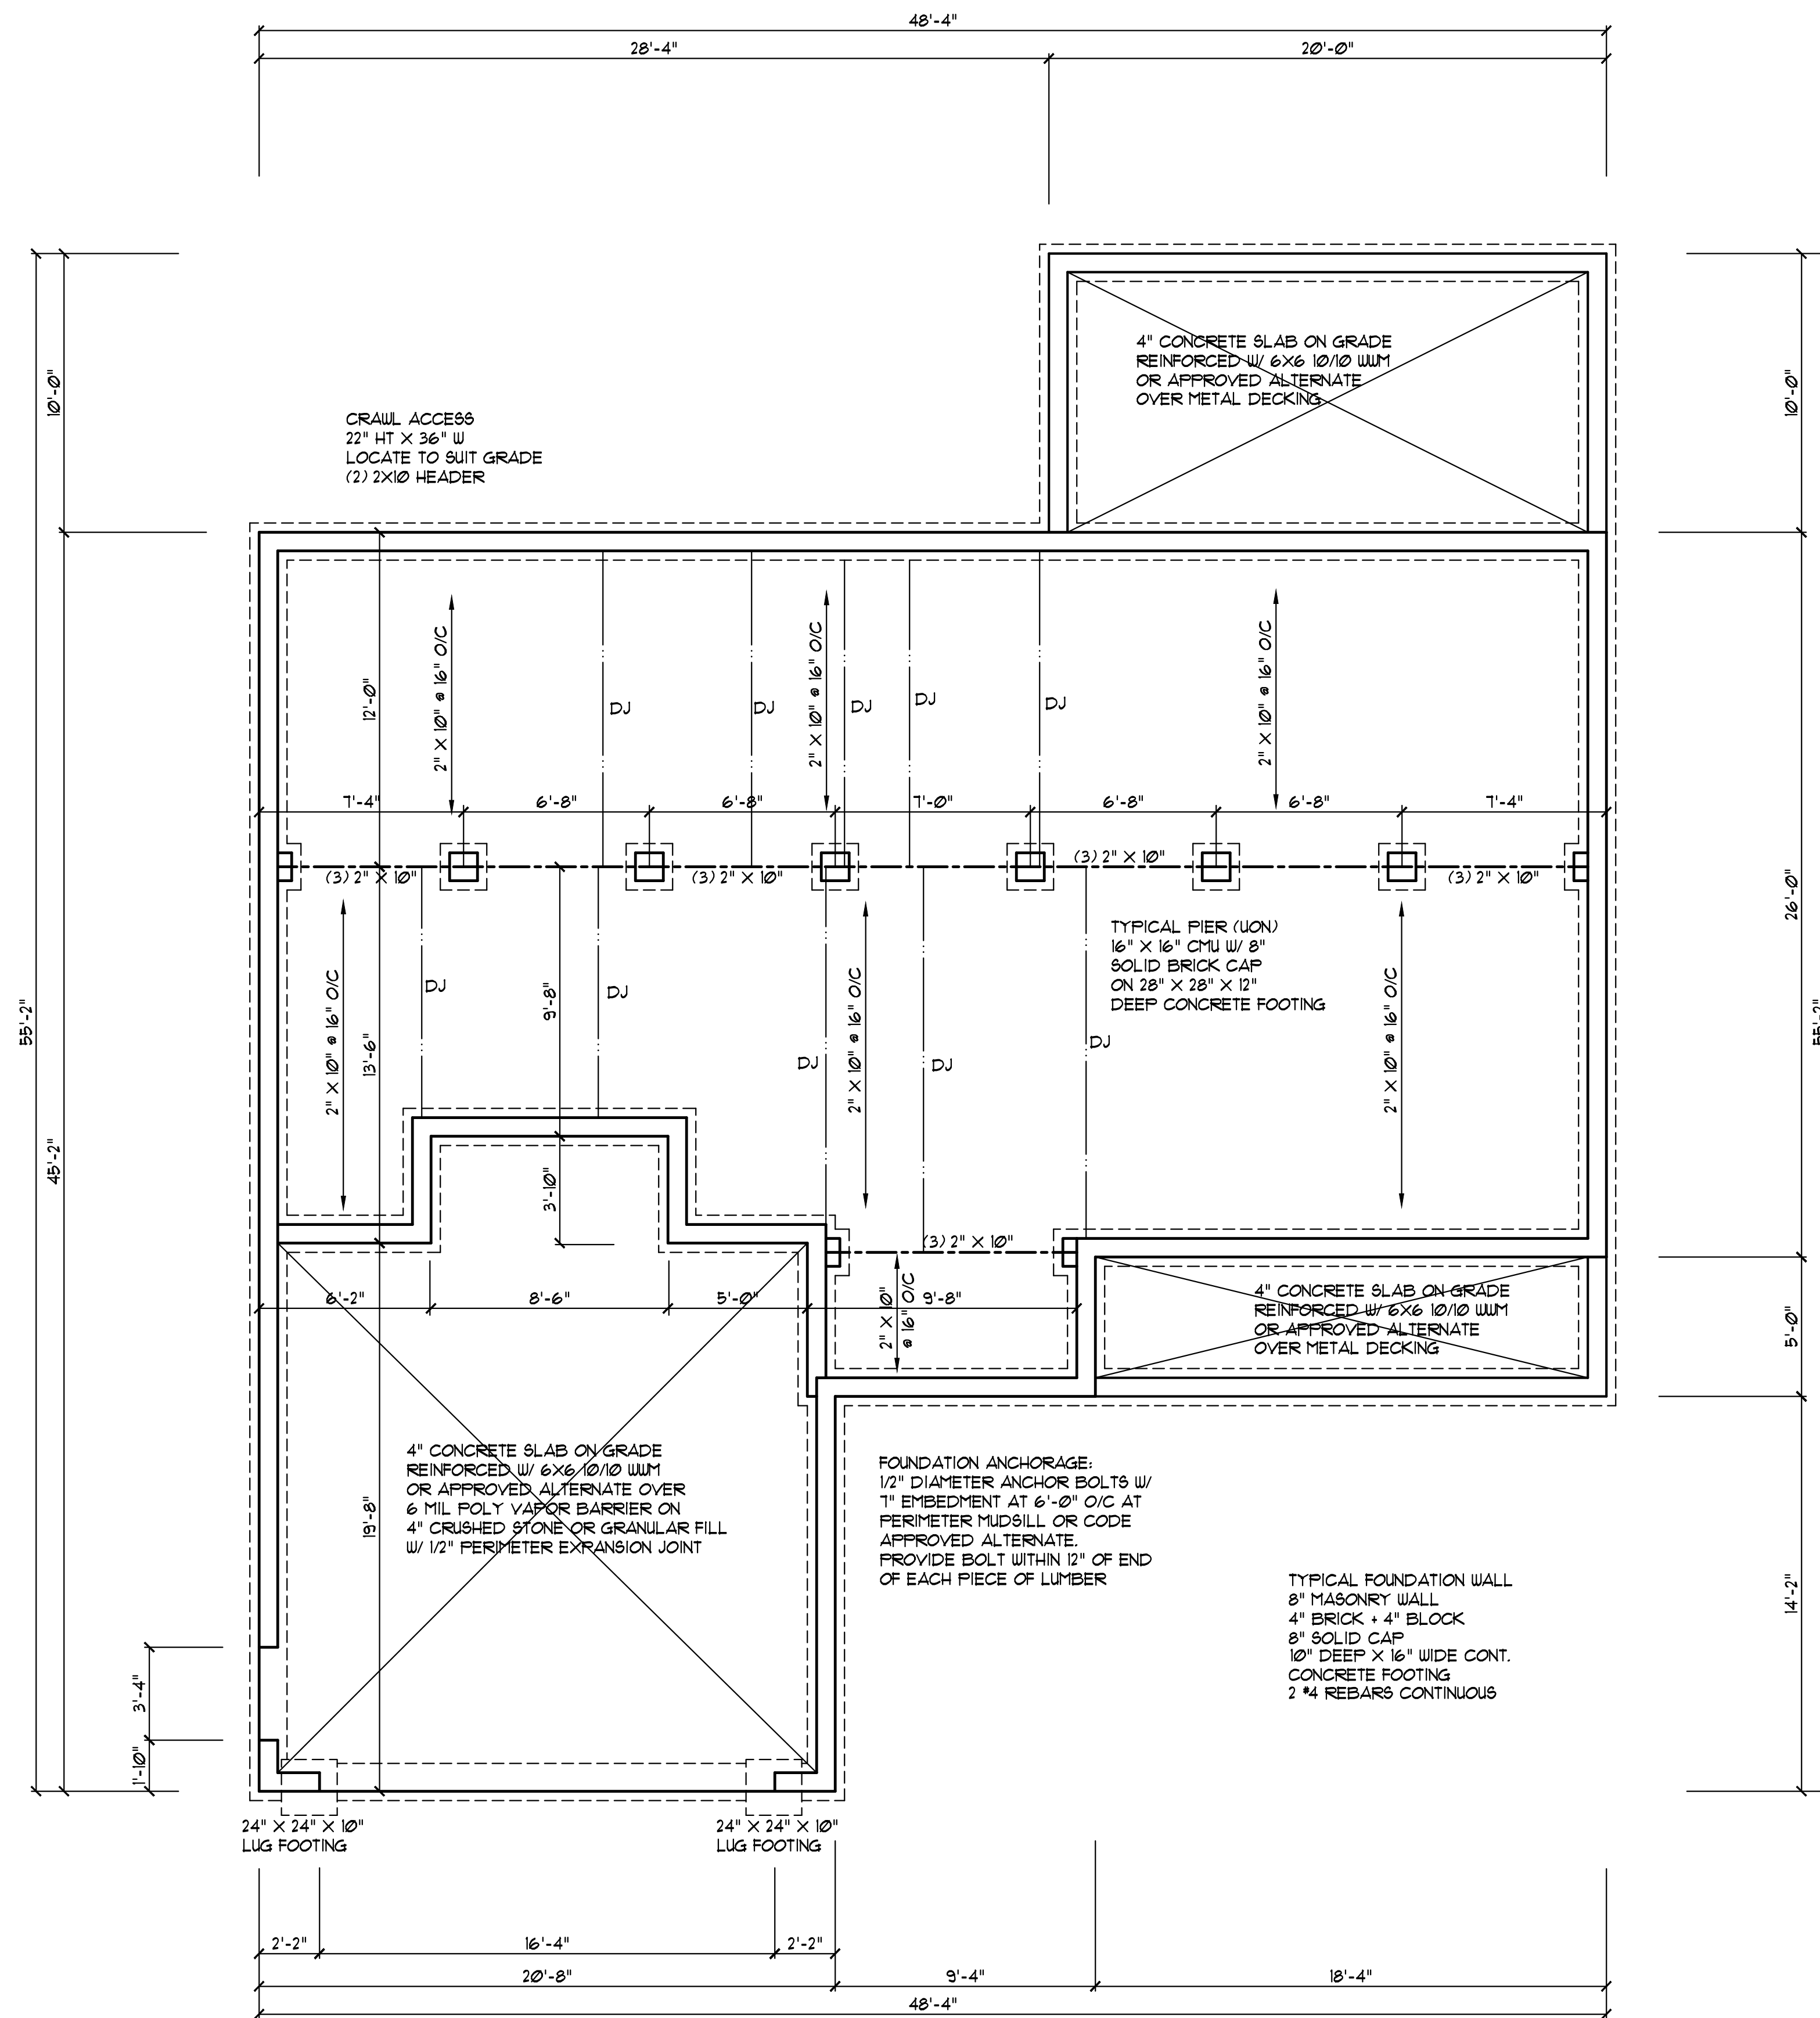 48'-4"
28'-4"
20'-0"
4" CONCRETE SLAB ON GRADE
REINFORCED W/ 6X6 10/10 WWM
OR APPROVED ALTERNATE
OVER METAL DECKING
10'-0"
10'-0"
CRAWL ACCESS
22" HT X 36" W
LOCATE TO SUIT GRADE
(2) 2X10 HEADER
12'-0"
2" X 10" @ 16" O/C
2" X 10" @ 16" O/C
2" X 10" @ 16" O/C
DJ
DJ
DJ
DJ
DJ
7'-4"
6'-8"
6'-8"
7'-0"
6'-8"
6'-8"
7'-4"
(3) 2" X 10"
(3) 2" X 10"
(3) 2" X 10"
(3) 2" X 10"
26'-0"
TYPICAL PIER (UON)
16" X 16" CMU W/ 8"
SOLID BRICK CAP
ON 28" X 28" X 12"
DEEP CONCRETE FOOTING
55'-2"
45'-2"
55'-2"
2" X 10" @ 16" O/C
13'-6"
DJ
9'-8"
DJ
DJ
2" X 10" @ 16" O/C
DJ
DJ
2" X 10" @ 16" O/C
3'-10"
(3) 2" X 10"
6'-2"
8'-6"
5'-0"
2" X 10"
@ 16" O/C
9'-8"
4" CONCRETE SLAB ON GRADE
REINFORCED W/ 6X6 10/10 WWM
OR APPROVED ALTERNATE
OVER METAL DECKING
5'-0"
4" CONCRETE SLAB ON GRADE
REINFORCED W/ 6X6 10/10 WWM
OR APPROVED ALTERNATE OVER
6 MIL POLY VAPOR BARRIER ON
4" CRUSHED STONE OR GRANULAR FILL
W/ 1/2" PERIMETER EXPANSION JOINT
19'-8"
FOUNDATION ANCHORAGE:
1/2" DIAMETER ANCHOR BOLTS W/
7" EMBEDMENT AT 6'-0" O/C AT
PERIMETER MUDSILL OR CODE
APPROVED ALTERNATE.
PROVIDE BOLT WITHIN 12" OF END
OF EACH PIECE OF LUMBER
TYPICAL FOUNDATION WALL
8" MASONRY WALL
4" BRICK + 4" BLOCK
8" SOLID CAP
10" DEEP X 16" WIDE CONT.
CONCRETE FOOTING
2 #4 REBARS CONTINUOUS
14'-2"
3'-4"
1'-10"
24" X 24" X 10"
LUG FOOTING
24" X 24" X 10"
LUG FOOTING
2'-2"
16'-4"
2'-2"
20'-8"
9'-4"
18'-4"
48'-4"